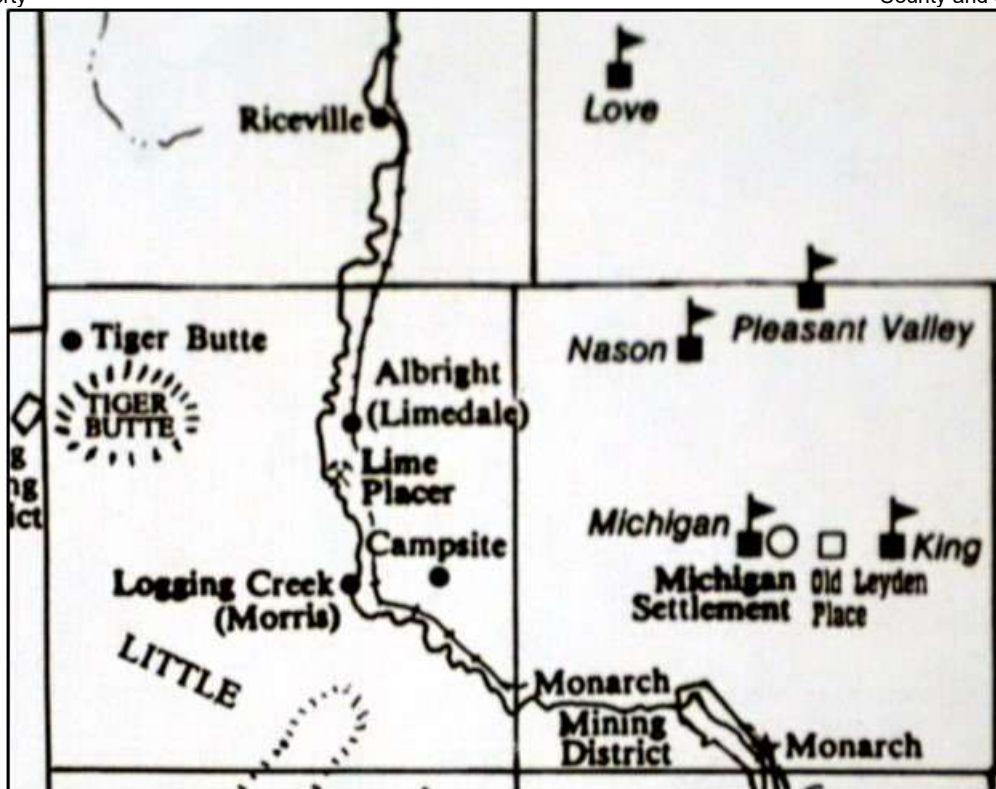 Love
Riceville
Pleasant Valley
Nason
Tiger Butte
TIGER
BUTTE
Albright
(Limedale)
Lime
Placer
Michigan
King
Campsite
Michigan
Settlement
Old Leyden
Place
Logging Creek
(Morris)
LITTLE
Monarch
Mining
District
Monarch